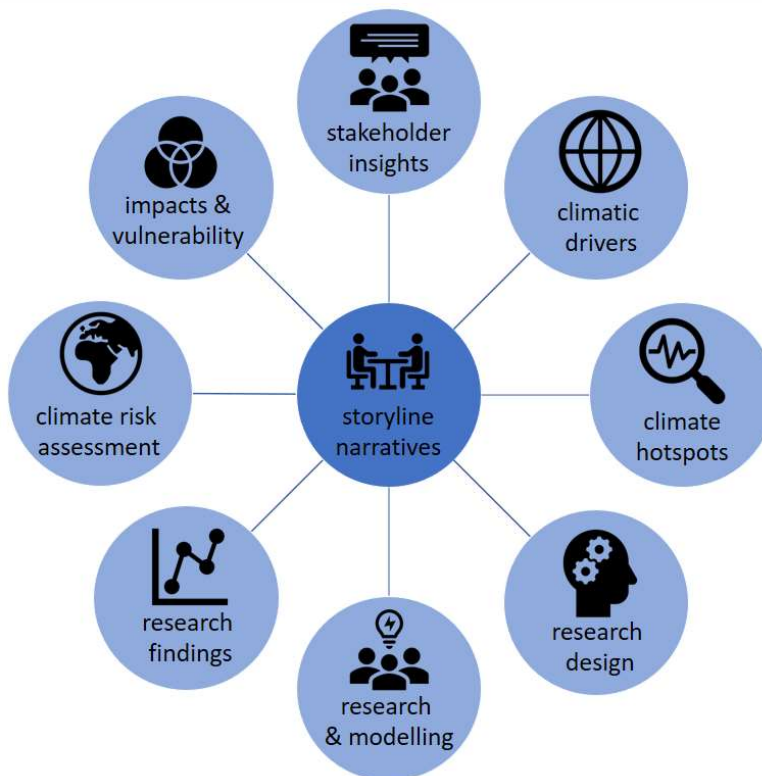 stakeholder
insights
climatic
drivers
climate
hotspots
research
design
research
& modelling
research
findings
climate risk
assessment
impacts &
vulnerability
storyline
narratives